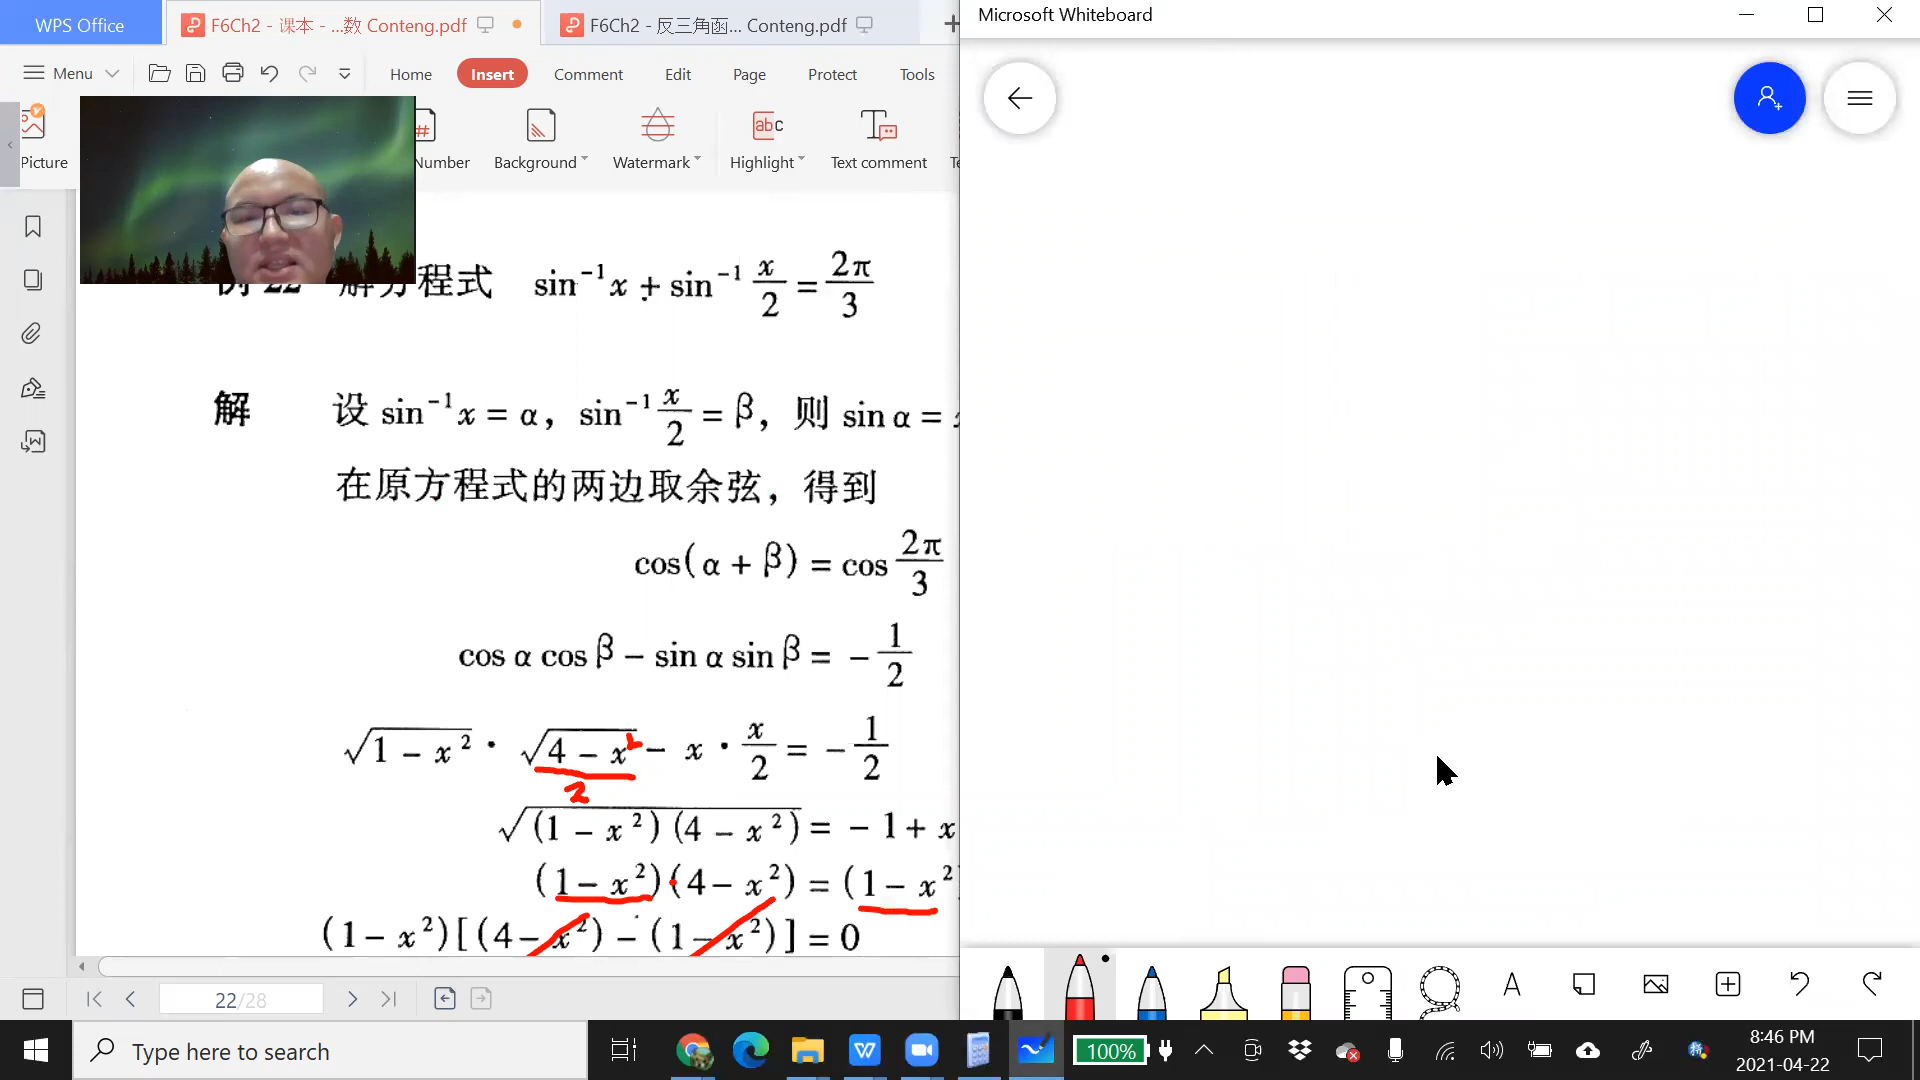 WPS Office
F6Ch2 - 课本 - ...数 Conteng.pdf
F6Ch2 - 反三角函... Conteng.pdf
Microsoft Whiteboard
Menu
Home
Insert
Comment
Edit
Page
Protect
Tools
Picture
Number
Background
Watermark
Highlight
Text comment
例 22 解方程式 sin⁻¹x + sin⁻¹ x/2 = 2π/3
解 设 sin⁻¹x = α, sin⁻¹ x/2 = β, 则 sin α =
在原方程式的两边取余弦, 得到
cos(α + β) = cos 2π/3
cos α cos β − sin α sin β = − 1/2
√(1 − x²) · √(4 − x²)/2 − x · x/2 = − 1/2
√((1 − x²)(4 − x²)) = − 1 + x
(1 − x²)(4 − x²) = (1 − x²
(1 − x²)[(4 − x²) − (1 − x²)] = 0
22/28
Type here to search
100%
8:46 PM
2021-04-22